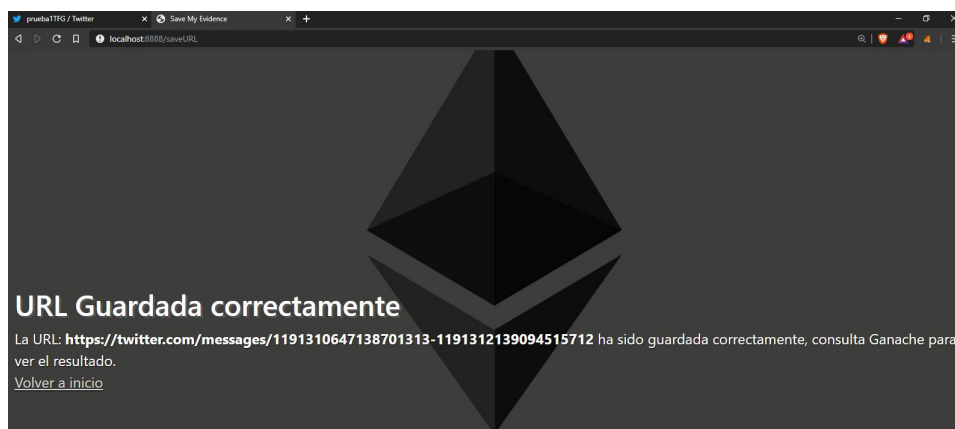 prueba1TFG / Twitter
Save My Evidence
localhost:8888/saveURL
URL Guardada correctamente
La URL: https://twitter.com/messages/1191310647138701313-1191312139094515712 ha sido guardada correctamente, consulta Ganache para
ver el resultado.
Volver a inicio